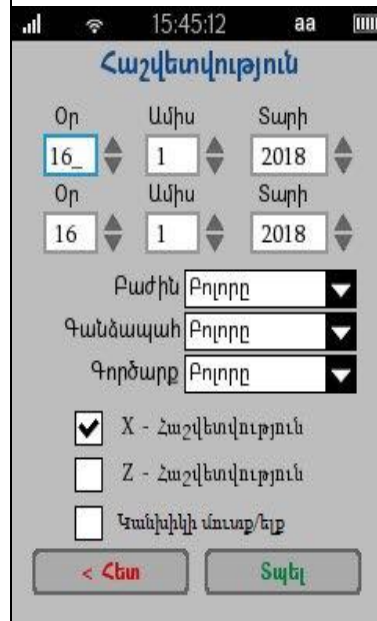 15:45:12 aa
Հաշվետվություն
Օր Ամիս Տարի
16_ 1 2018
Օր Ամիս Տարի
16 1 2018
Բաժին Բոլորը
Գանձապահ Բոլորը
Գործարք Բոլորը
X - Հաշվետվություն
Z - Հաշվետվություն
Կանխիկի մուտք/ելք
< Հետ Տպել